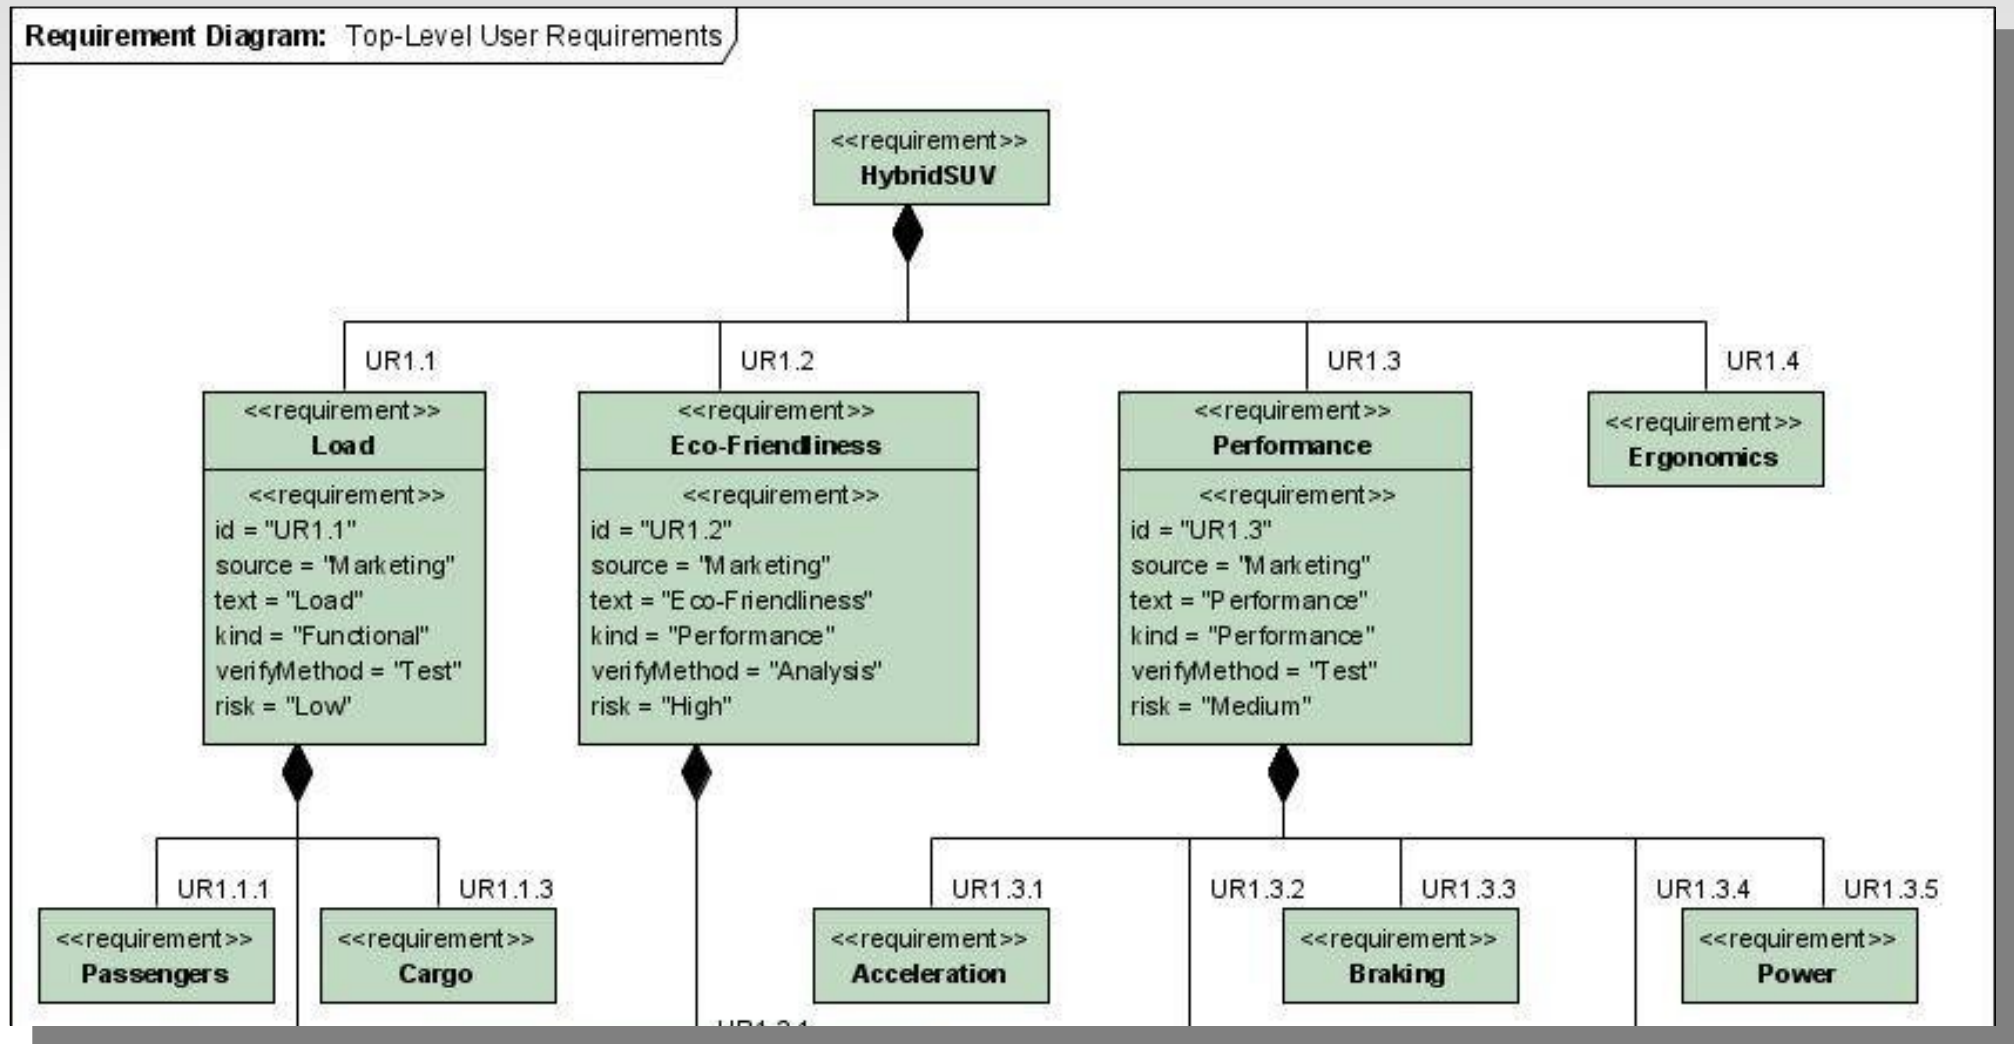 Requirement Diagram: Top-Level User Requirements
<<requirement>>
HybridSUV
UR1.1
UR1.2
UR1.3
UR1.4
<<requirement>>
Load
<<requirement>>
id = "UR1.1"
source = "Marketing"
text = "Load"
kind = "Functional"
verifyMethod = "Test"
risk = "Low"
<<requirement>>
Eco-Friendliness
<<requirement>>
id = "UR1.2"
source = "Marketing"
text = "Eco-Friendliness"
kind = "Performance"
verifyMethod = "Analysis"
risk = "High"
<<requirement>>
Performance
<<requirement>>
id = "UR1.3"
source = "Marketing"
text = "Performance"
kind = "Performance"
verifyMethod = "Test"
risk = "Medium"
<<requirement>>
Ergonomics
UR1.1.1
UR1.1.3
UR1.3.1
UR1.3.2
UR1.3.3
UR1.3.4
UR1.3.5
<<requirement>>
Passengers
<<requirement>>
Cargo
<<requirement>>
Acceleration
<<requirement>>
Braking
<<requirement>>
Power